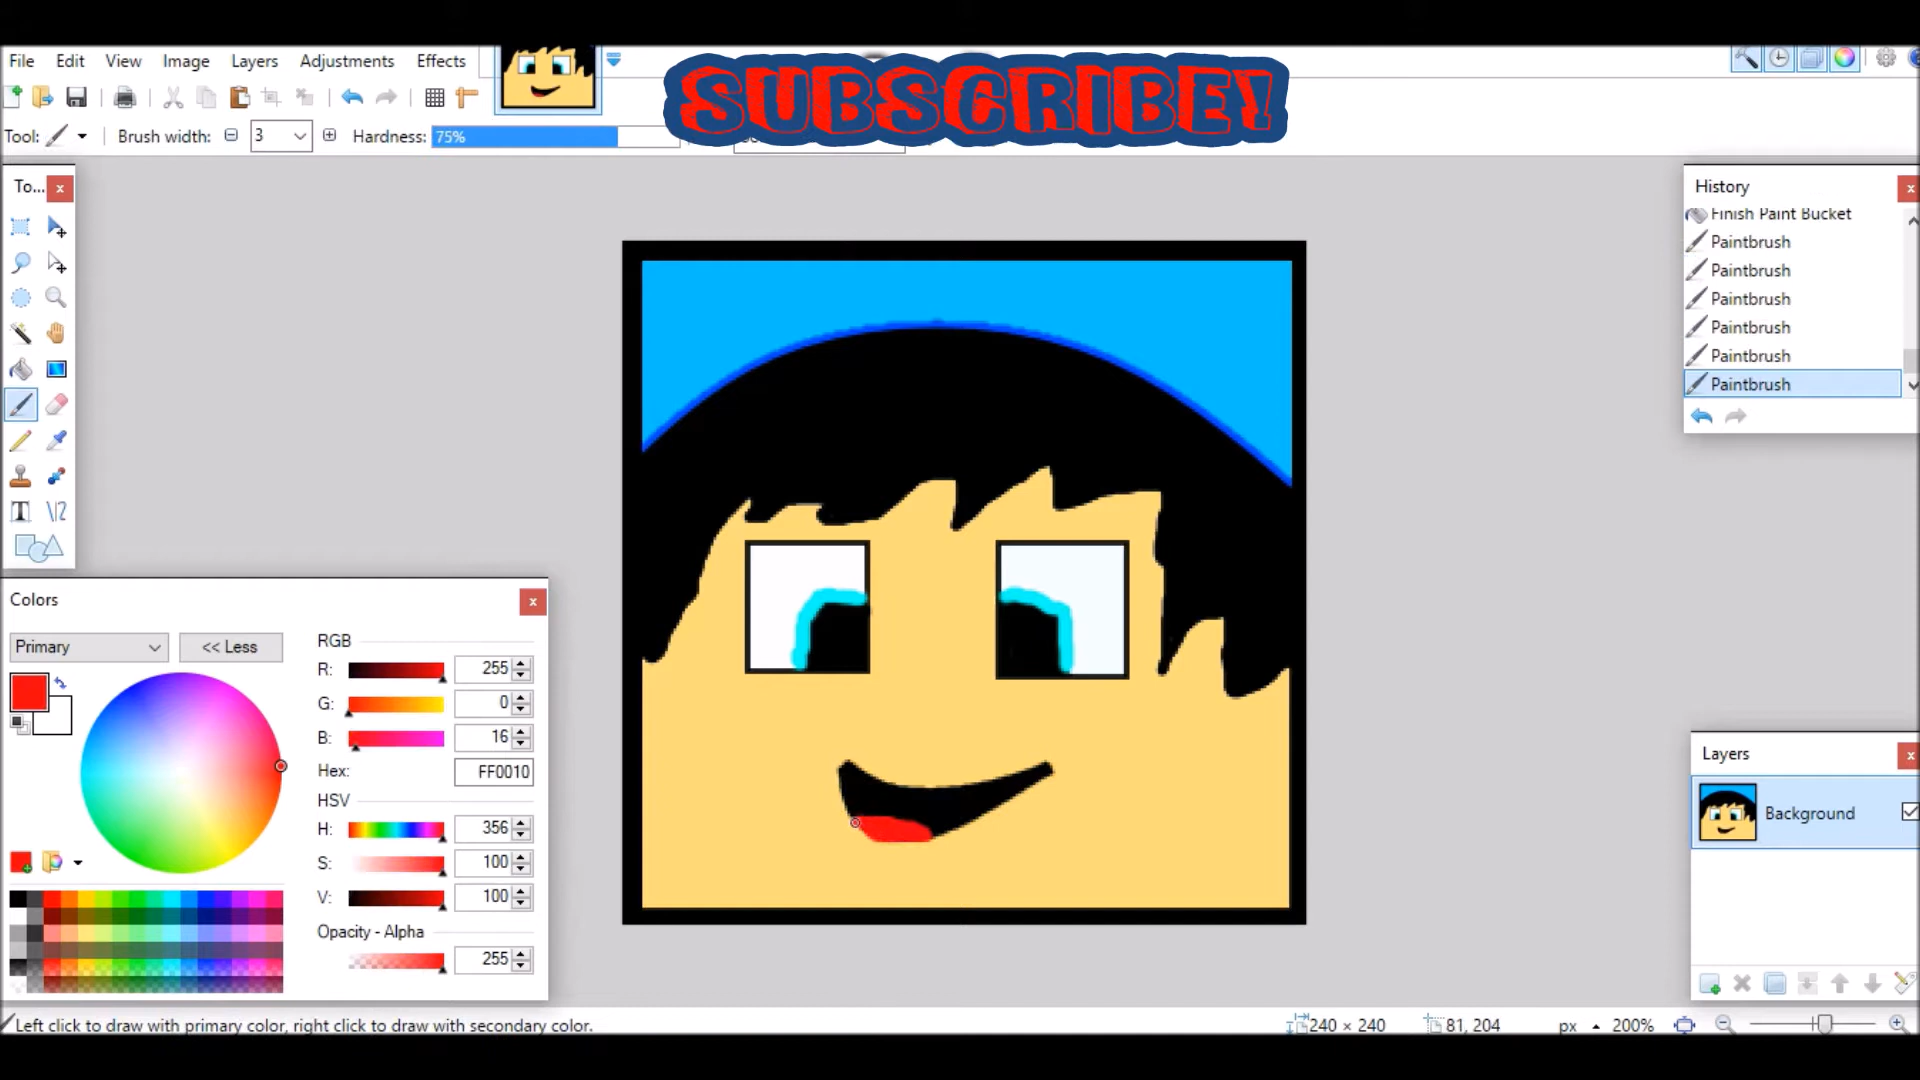 File Edit View Image Layers Adjustments Effects
SUBSCRIBE!
Tool: Brush width: 3 Hardness: 75%
To...
History
Finish Paint Bucket
Paintbrush
Paintbrush
Paintbrush
Paintbrush
Paintbrush
Paintbrush
Colors
Primary << Less
RGB
R: 255
G: 0
B: 16
Hex: FF0010
HSV
H: 356
S: 100
V: 100
Opacity - Alpha
255
Layers
Background
Left click to draw with primary color, right click to draw with secondary color.
240 × 240 81, 204 px 200%